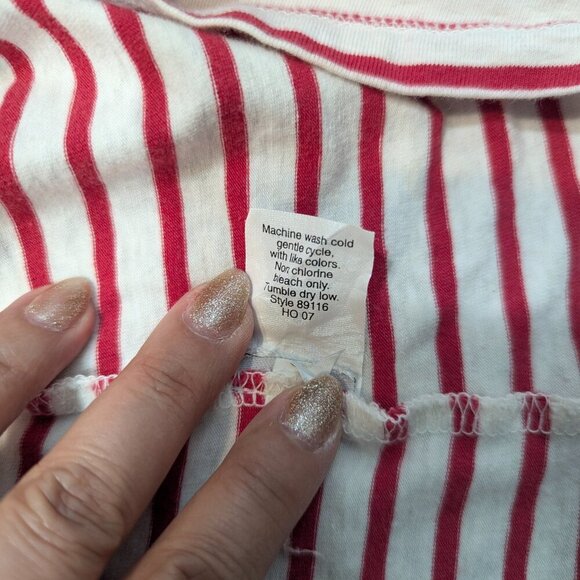 Machine wash cold
gentle cycle,
with like colors.
Non chlorine
beach only.
Tumble dry low.
Style 89116
HO 07